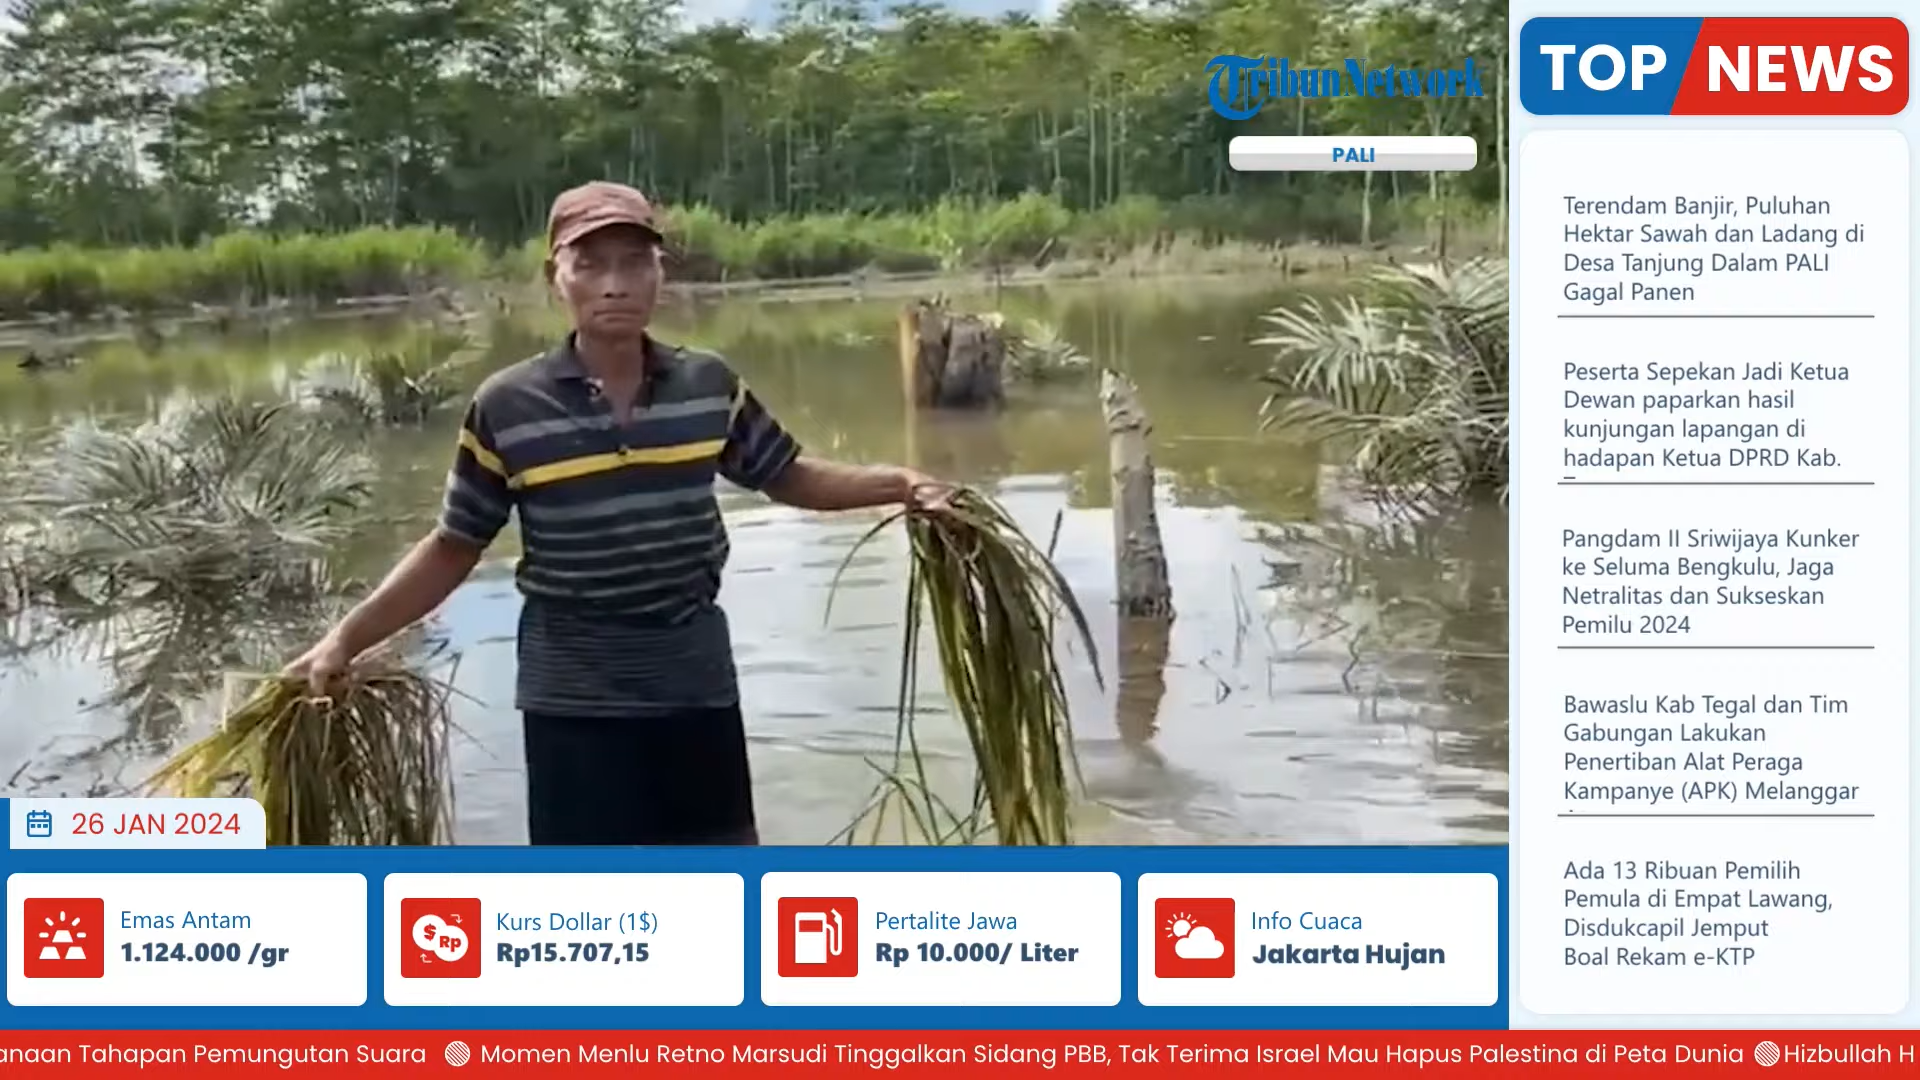 TribunNetwork
PALI
TOP NEWS
Terendam Banjir, Puluhan
Hektar Sawah dan Ladang di
Desa Tanjung Dalam PALI
Gagal Panen
Peserta Sepekan Jadi Ketua
Dewan paparkan hasil
kunjungan lapangan di
hadapan Ketua DPRD Kab.
Pangdam II Sriwijaya Kunker
ke Seluma Bengkulu, Jaga
Netralitas dan Sukseskan
Pemilu 2024
Bawaslu Kab Tegal dan Tim
Gabungan Lakukan
Penertiban Alat Peraga
Kampanye (APK) Melanggar
Ada 13 Ribuan Pemilih
Pemula di Empat Lawang,
Disdukcapil Jemput
Boal Rekam e-KTP
26 JAN 2024
Emas Antam
1.124.000 /gr
$ Rp
Kurs Dollar (1$)
Rp15.707,15
Pertalite Jawa
Rp 10.000/ Liter
Info Cuaca
Jakarta Hujan
anaan Tahapan Pemungutan Suara Momen Menlu Retno Marsudi Tinggalkan Sidang PBB, Tak Terima Israel Mau Hapus Palestina di Peta Dunia Hizbullah H